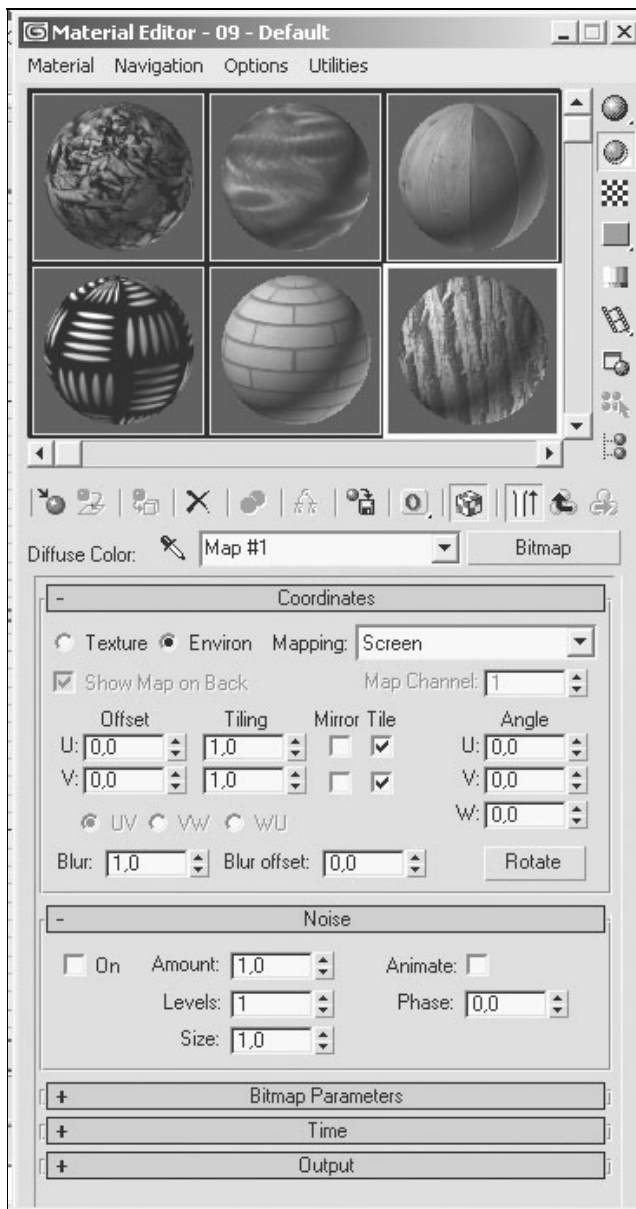 Material Editor - 09 - Default
Material Navigation Options Utilities
Diffuse Color: Map #1 Bitmap
- Coordinates
Texture Environ Mapping: Screen
Show Map on Back Map Channel: 1
Offset Tiling Mirror Tile Angle
U: 0,0 1,0 U: 0,0
V: 0,0 1,0 V: 0,0
UV VW WU W: 0,0
Blur: 1,0 Blur offset: 0,0 Rotate
- Noise
On Amount: 1,0 Animate:
Levels: 1 Phase: 0,0
Size: 1,0
+ Bitmap Parameters
+ Time
+ Output